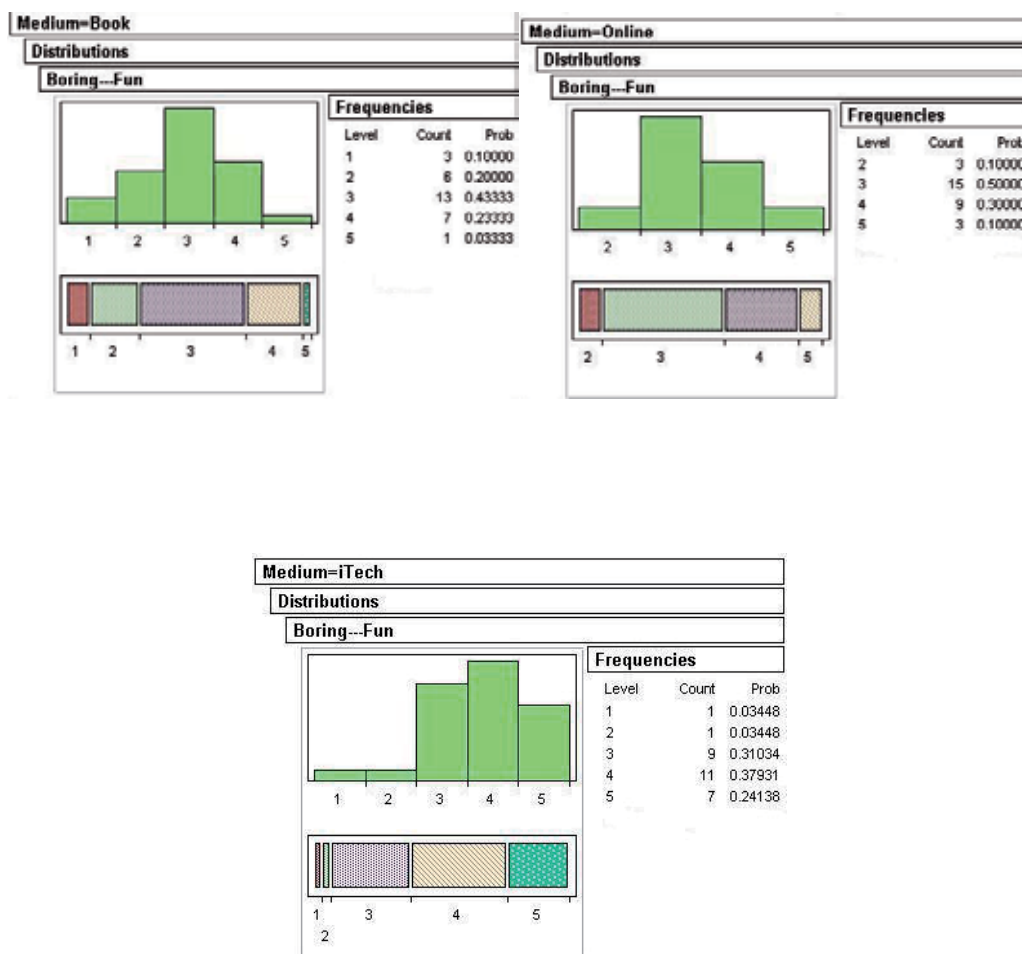 Medium=Book
Distributions
Boring---Fun
Frequencies
Level Count Prob
1 3 0.10000
2 6 0.20000
3 13 0.43333
4 7 0.23333
5 1 0.03333
1 2 3 4 5
1 2 3 4 5
Medium=Online
Distributions
Boring---Fun
Frequencies
Level Count Prob
2 3 0.10000
3 15 0.50000
4 9 0.30000
5 3 0.10000
2 3 4 5
2 3 4 5
Medium=iTech
Distributions
Boring---Fun
Frequencies
Level Count Prob
1 1 0.03448
2 1 0.03448
3 9 0.31034
4 11 0.37931
5 7 0.24138
1 2 3 4 5
1 3 4 5
2